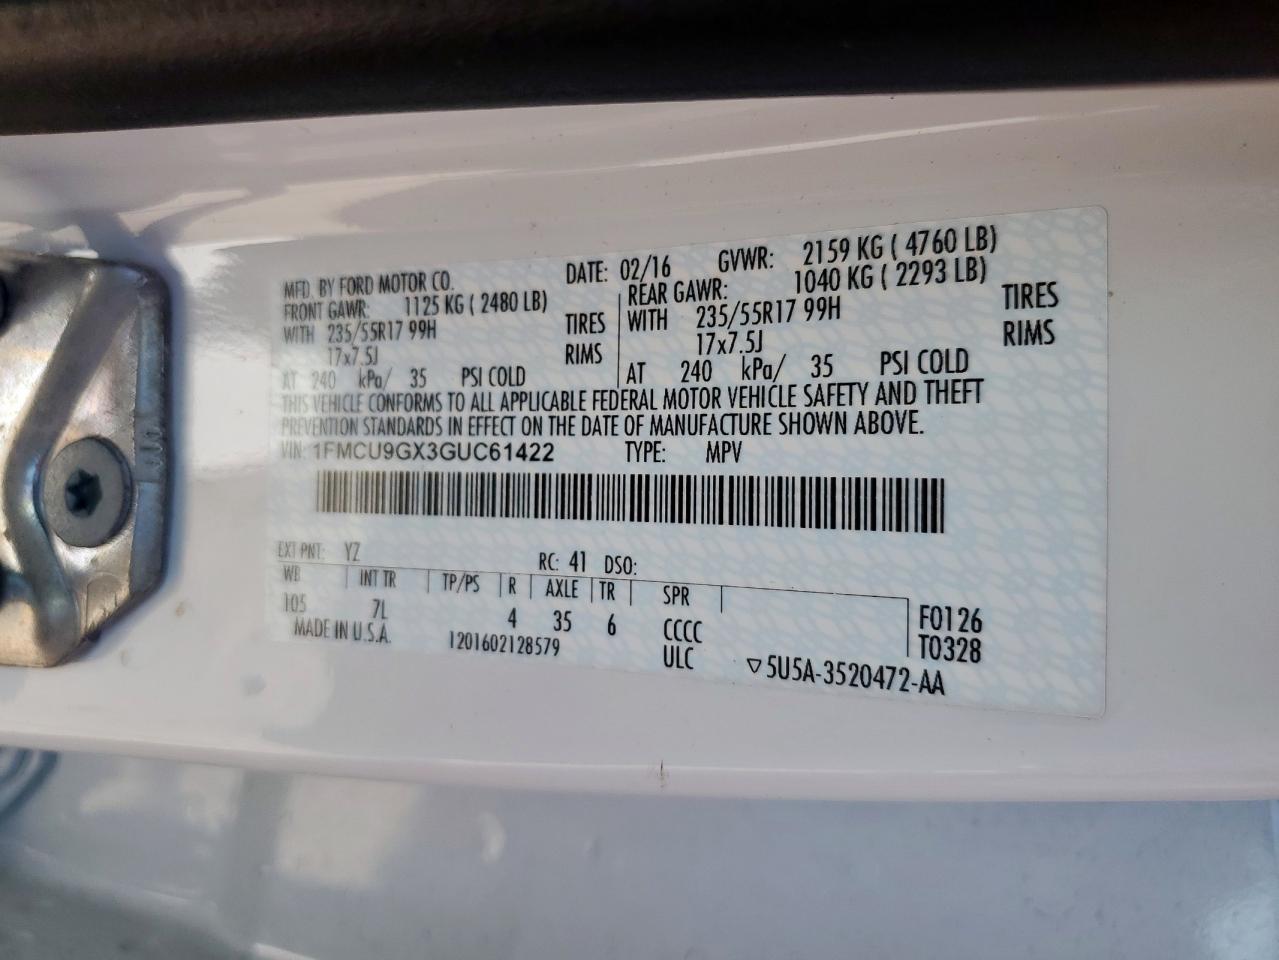 MFD. BY FORD MOTOR CO. DATE: 02/16 GVWR: 2159 KG ( 4760 LB)
FRONT GAWR: 1125 KG ( 2480 LB) REAR GAWR: 1040 KG ( 2293 LB)
WITH 235/55R17 99H TIRES WITH 235/55R17 99H TIRES
17x7.5J RIMS 17x7.5J RIMS
AT 240 kPa/ 35 PSI COLD AT 240 kPa/ 35 PSI COLD
THIS VEHICLE CONFORMS TO ALL APPLICABLE FEDERAL MOTOR VEHICLE SAFETY AND THEFT
PREVENTION STANDARDS IN EFFECT ON THE DATE OF MANUFACTURE SHOWN ABOVE.
VIN: 1FMCU9GX3GUC61422 TYPE: MPV
EXT PNT: YZ RC: 41 DSO:
WB INT TR TP/PS R AXLE TR SPR
105 7L 4 35 6 CCCC F0126
MADE IN U.S.A. 1201602128579 ULC T0328
▽5U5A-3520472-AA